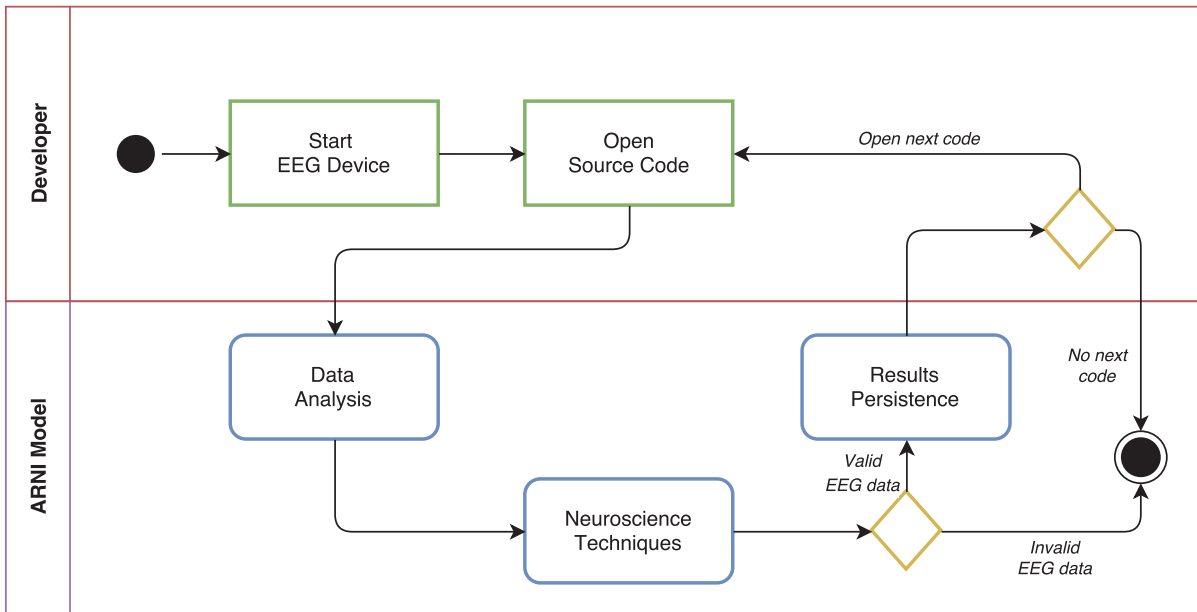 Developer
Start
EEG Device
Open
Source Code
Open next code
ARNI Model
Data
Analysis
Results
Persistence
No next
code
Valid
EEG data
Neuroscience
Techniques
Invalid
EEG data